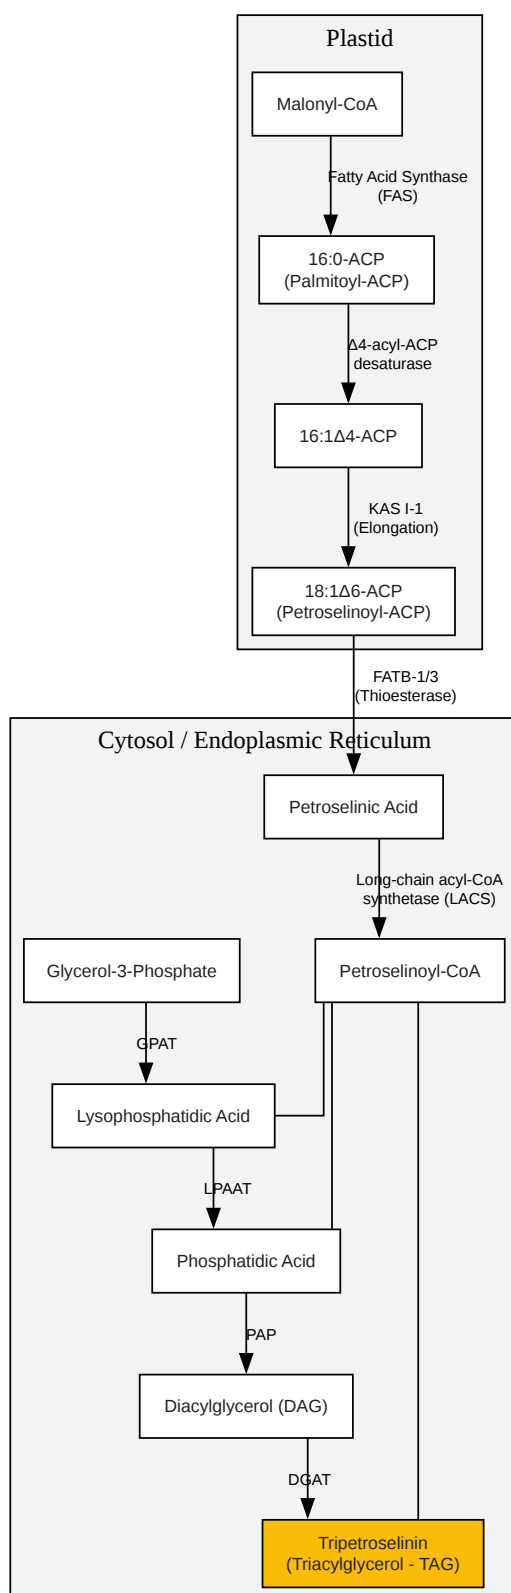 Plastid
Malonyl-CoA
Fatty Acid Synthase
(FAS)
16:0-ACP
(Palmitoyl-ACP)
Δ4-acyl-ACP
desaturase
16:1Δ4-ACP
KAS I-1
(Elongation)
18:1Δ6-ACP
(Petroselinoyl-ACP)
FATB-1/3
(Thioesterase)
Cytosol / Endoplasmic Reticulum
Petroselinic Acid
Long-chain acyl-CoA
synthetase (LACS)
Glycerol-3-Phosphate
Petroselinoyl-CoA
GPAT
Lysophosphatidic Acid
LPAAT
Phosphatidic Acid
PAP
Diacylglycerol (DAG)
DGAT
Tripetroselinin
(Triacylglycerol - TAG)